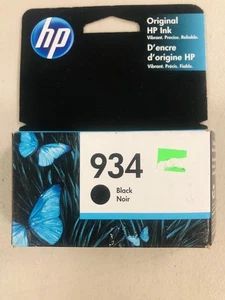 hp
Original
HP Ink
Vibrant. Precise. Reliable.
D'encre
d'origine HP
Vibrant. Précis. Fiable.
934
Black
Noir